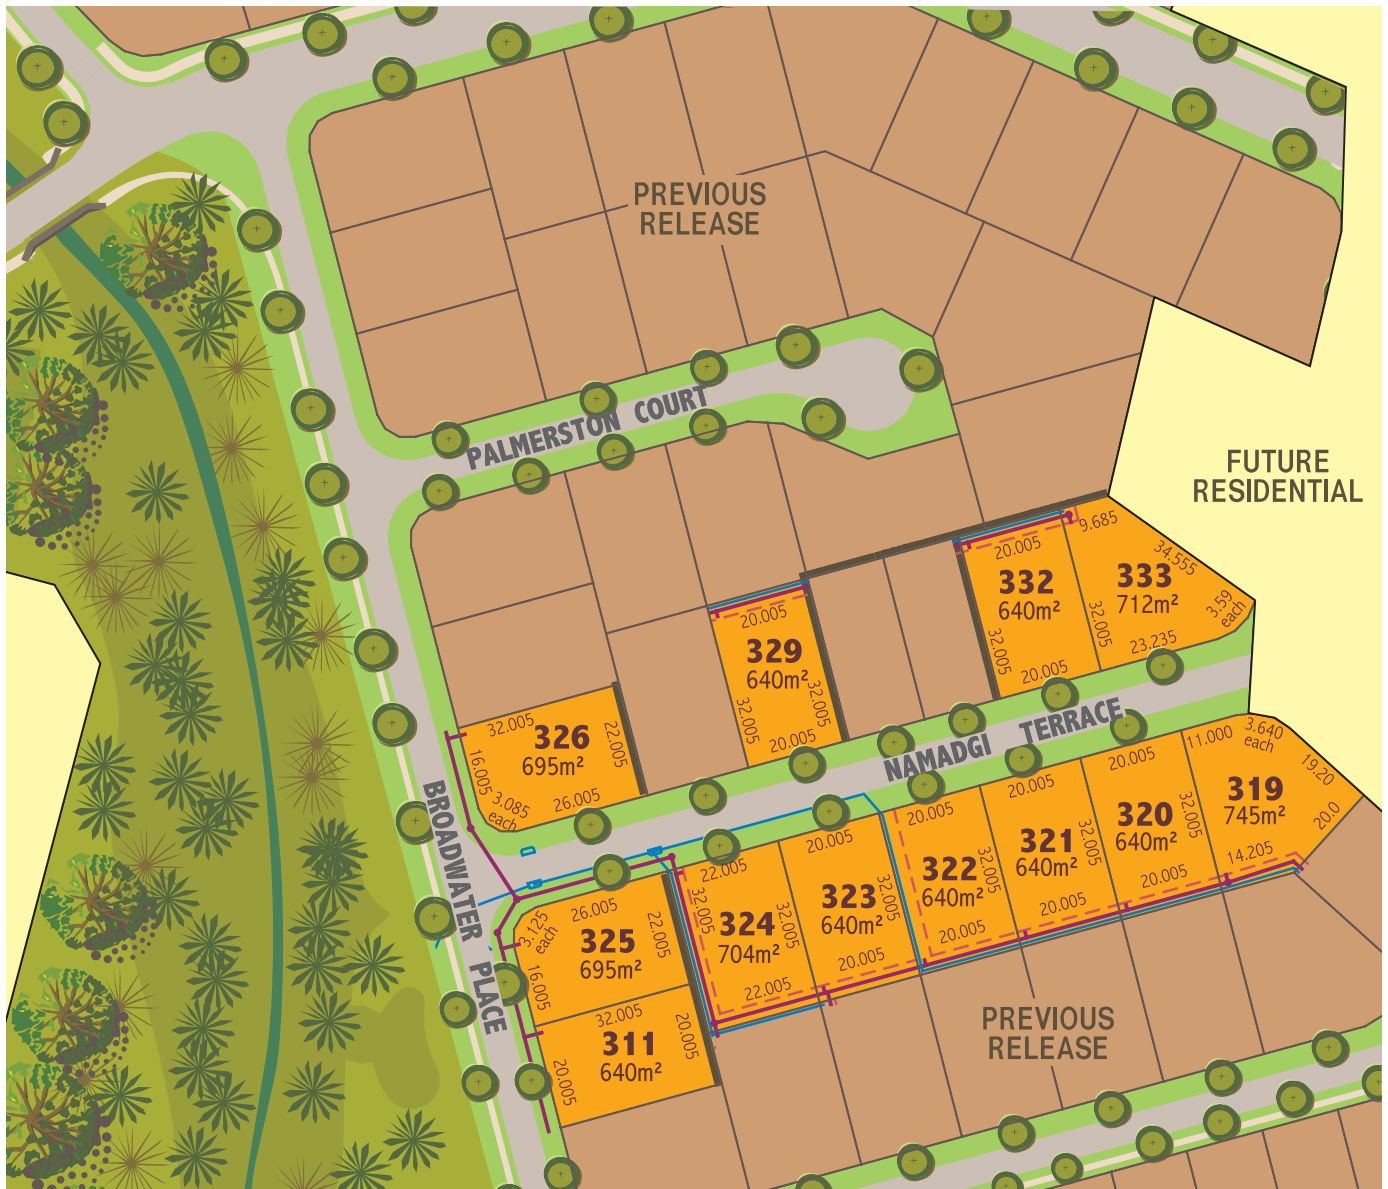 PREVIOUS
RELEASE
PALMERSTON COURT
FUTURE
RESIDENTIAL
9.685
20.005
34.555
332
640m²
333
712m²
3.59
each
32.005
32.005
23.235
20.005
20.005
329
640m²
32.005
32.005
20.005
32.005
326
695m²
22.005
16.005
3.085
each
26.005
NAMADGI TERRACE
BROADWATER PLACE
11.000
3.640
each
19.20
319
745m²
20.0
32.005
14.205
20.005
320
640m²
32.005
20.005
20.005
321
640m²
32.005
20.005
20.005
322
640m²
32.005
20.005
20.005
323
640m²
32.005
20.005
22.005
324
704m²
32.005
22.005
26.005
3.125
each
325
695m²
22.005
16.005
32.005
311
640m²
20.005
20.005
PREVIOUS
RELEASE